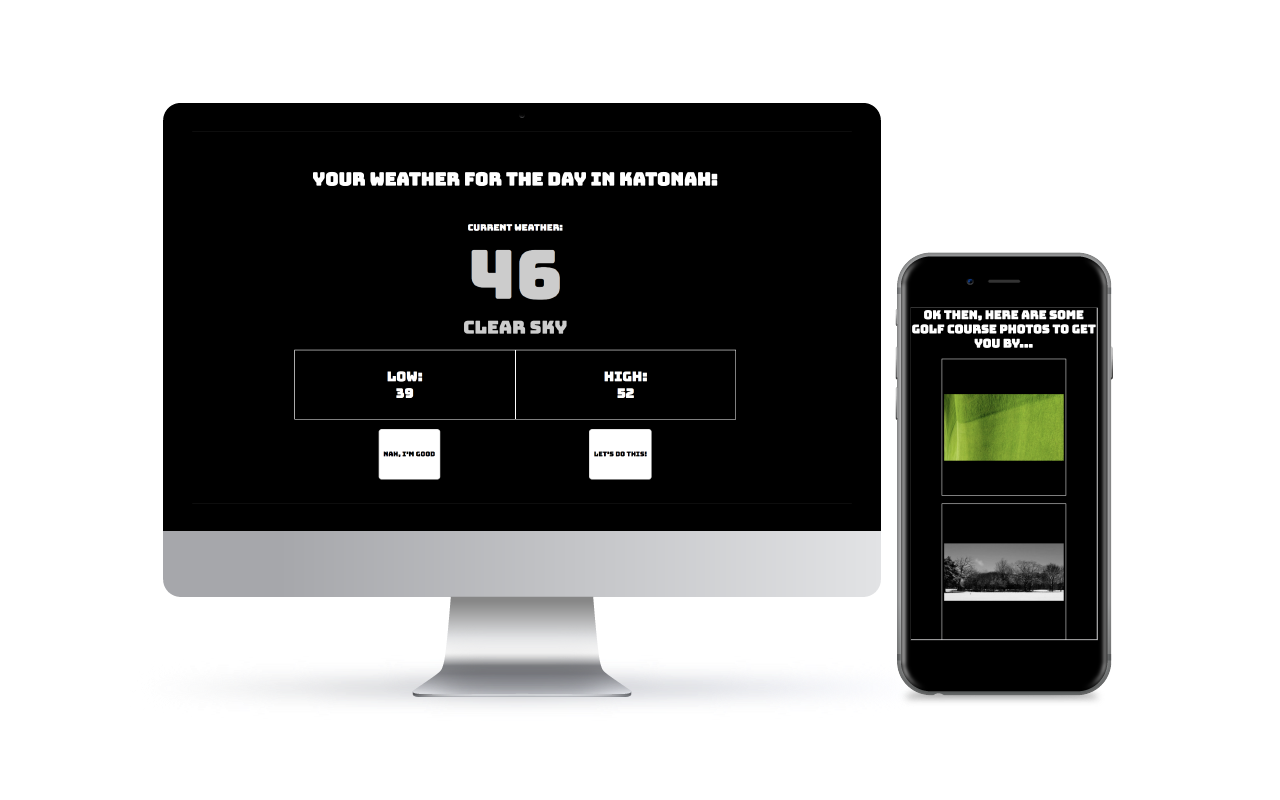 YOUR WEATHER FOR THE DAY IN KATONAH:
CURRENT WEATHER:
46
CLEAR SKY
LOW:
39
HIGH:
52
NAH, I'M GOOD
LET'S DO THIS!
OK THEN, HERE ARE SOME
GOLF COURSE PHOTOS TO GET
YOU BY...